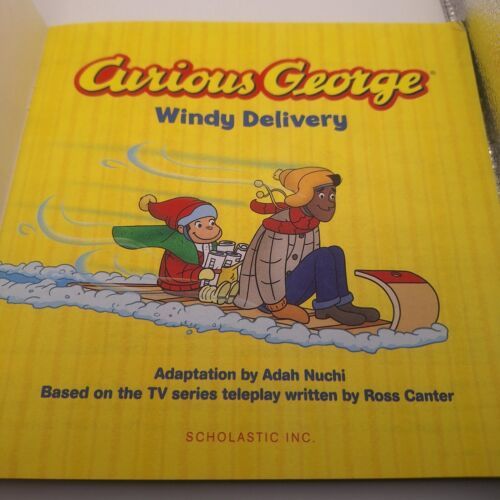 Curious George®
Windy Delivery
Adaptation by Adah Nuchi
Based on the TV series teleplay written by Ross Canter
SCHOLASTIC INC.